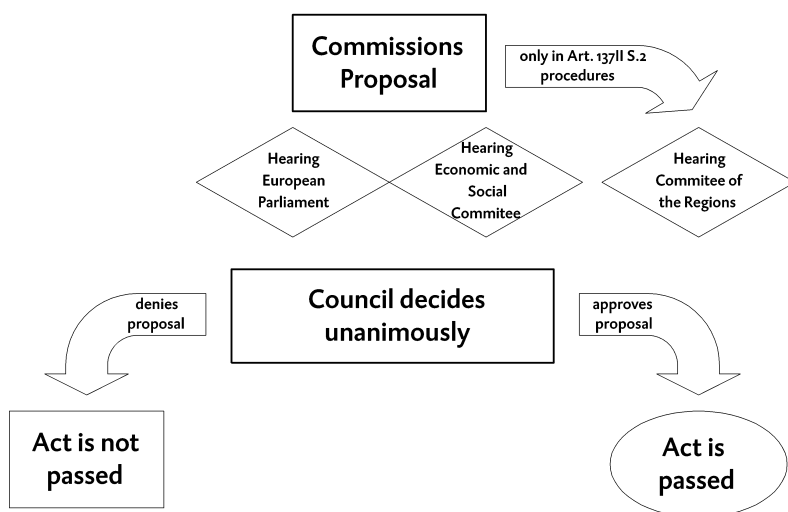 Commissions
Proposal
only in Art. 137II S.2
procedures
Hearing
European
Parliament
Hearing
Economic and
Social
Commitee
Hearing
Commitee of
the Regions
denies
proposal
Council decides
unanimously
approves
proposal
Act is not
passed
Act is
passed